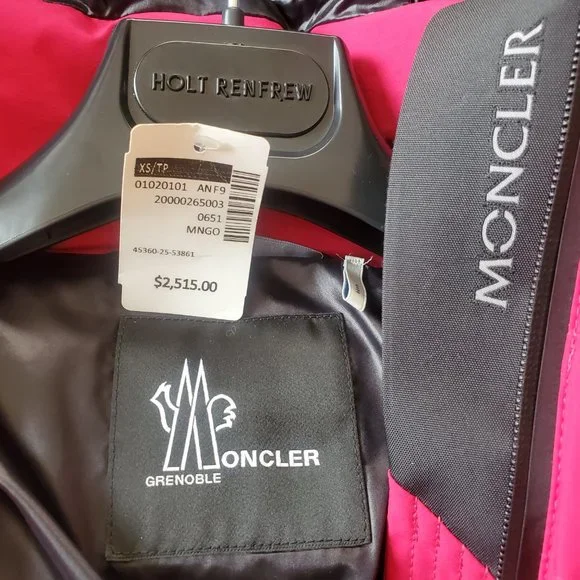 HOLT RENFREW
XS/TP
01020101 ANF9
20000265003
0651
MNGO
45360-25-53861
$2,515.00
MONCLER
MONCLER
GRENOBLE